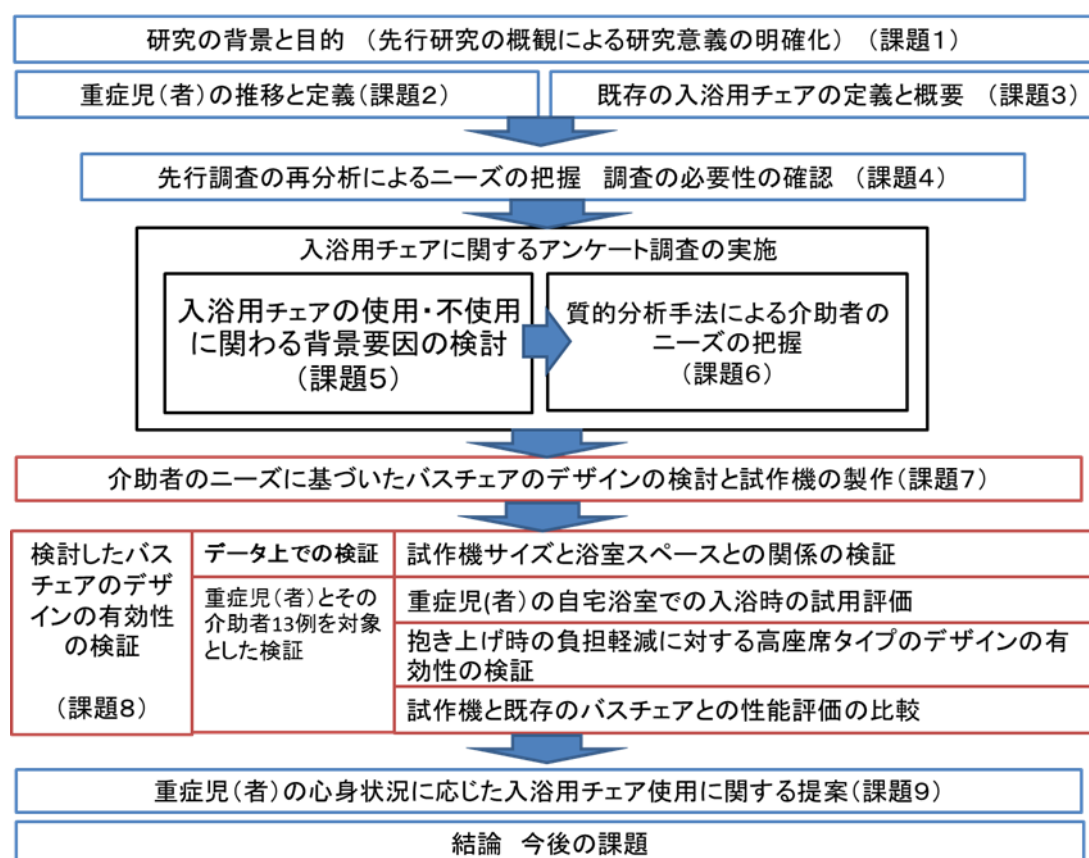 研究の背景と目的 (先行研究の概観による研究意義の明確化) (課題1)
重症児(者)の推移と定義(課題2)
既存の入浴用チェアの定義と概要 (課題3)
先行調査の再分析によるニーズの把握 調査の必要性の確認 (課題4)
入浴用チェアに関するアンケート調査の実施
入浴用チェアの使用・不使用
に関わる背景要因の検討
(課題5)
質的分析手法による介助者の
ニーズの把握
(課題6)
介助者のニーズに基づいたバスチェアのデザインの検討と試作機の製作(課題7)
検討したバス
チェアのデザ
インの有効性
の検証
(課題8)
データ上での検証
重症児(者)とその
介助者13例を対象
とした検証
試作機サイズと浴室スペースとの関係の検証
重症児(者)の自宅浴室での入浴時の試用評価
抱き上げ時の負担軽減に対する高座席タイプのデザインの有
効性の検証
試作機と既存のバスチェアとの性能評価の比較
重症児(者)の心身状況に応じた入浴用チェア使用に関する提案(課題9)
結論 今後の課題